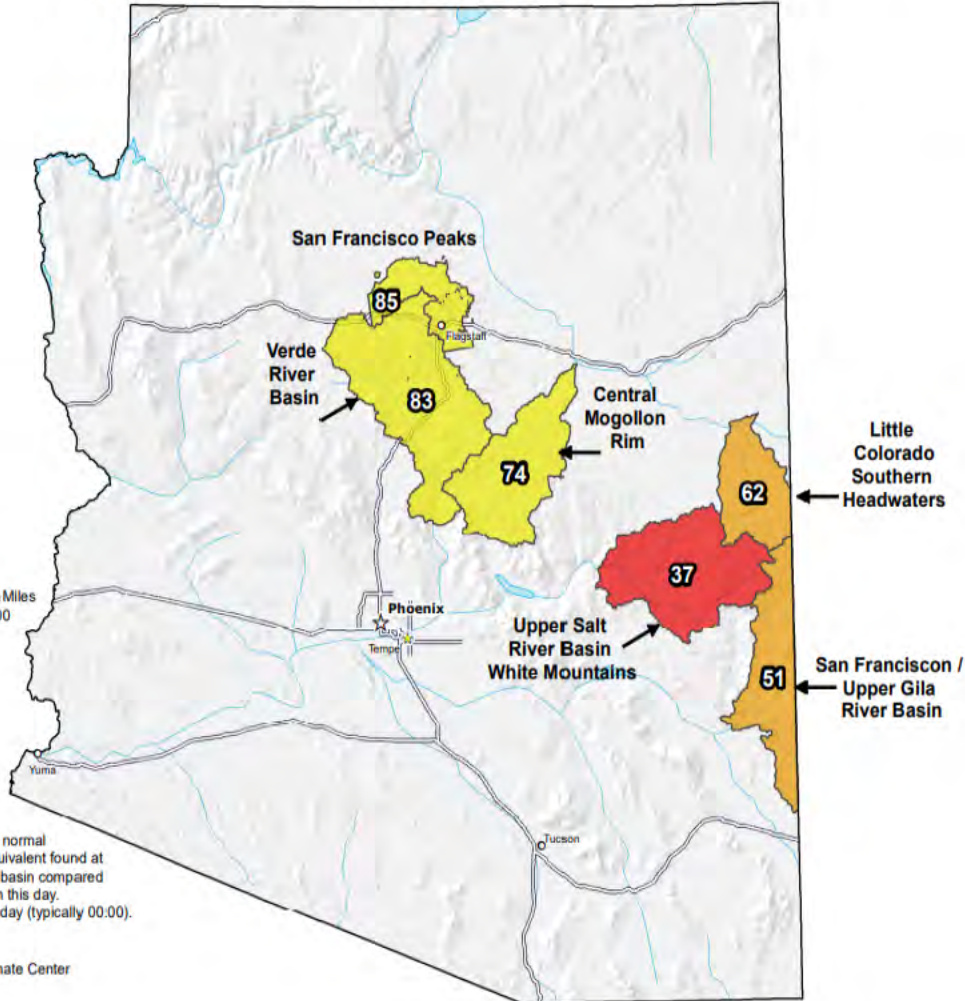 San Francisco Peaks
85
Flagstaff
Verde
River
Basin
83
Central
Mogollon
Rim
74
Little
Colorado
Southern
Headwaters
62
37
Miles
00
Phoenix
Tempe
Upper Salt
River Basin
White Mountains
51
San Franciscon /
Upper Gila
River Basin
Yuma
Tucson
normal
uivalent found at
basin compared
n this day.
day (typically 00:00).
mate Center